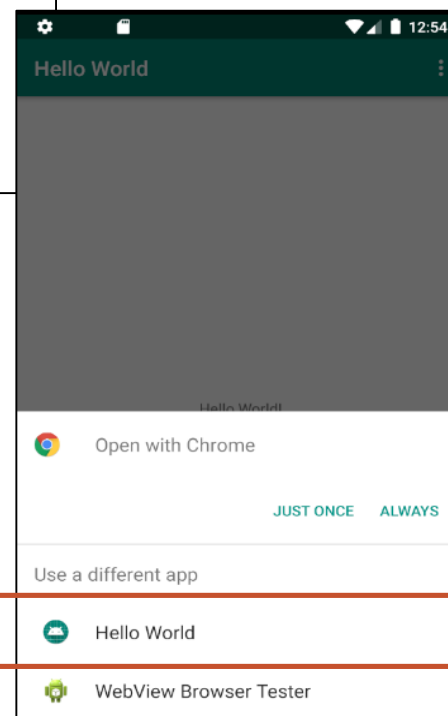 12:54
Hello World
Hello World!
Open with Chrome
JUST ONCE ALWAYS
Use a different app
Hello World
WebView Browser Tester